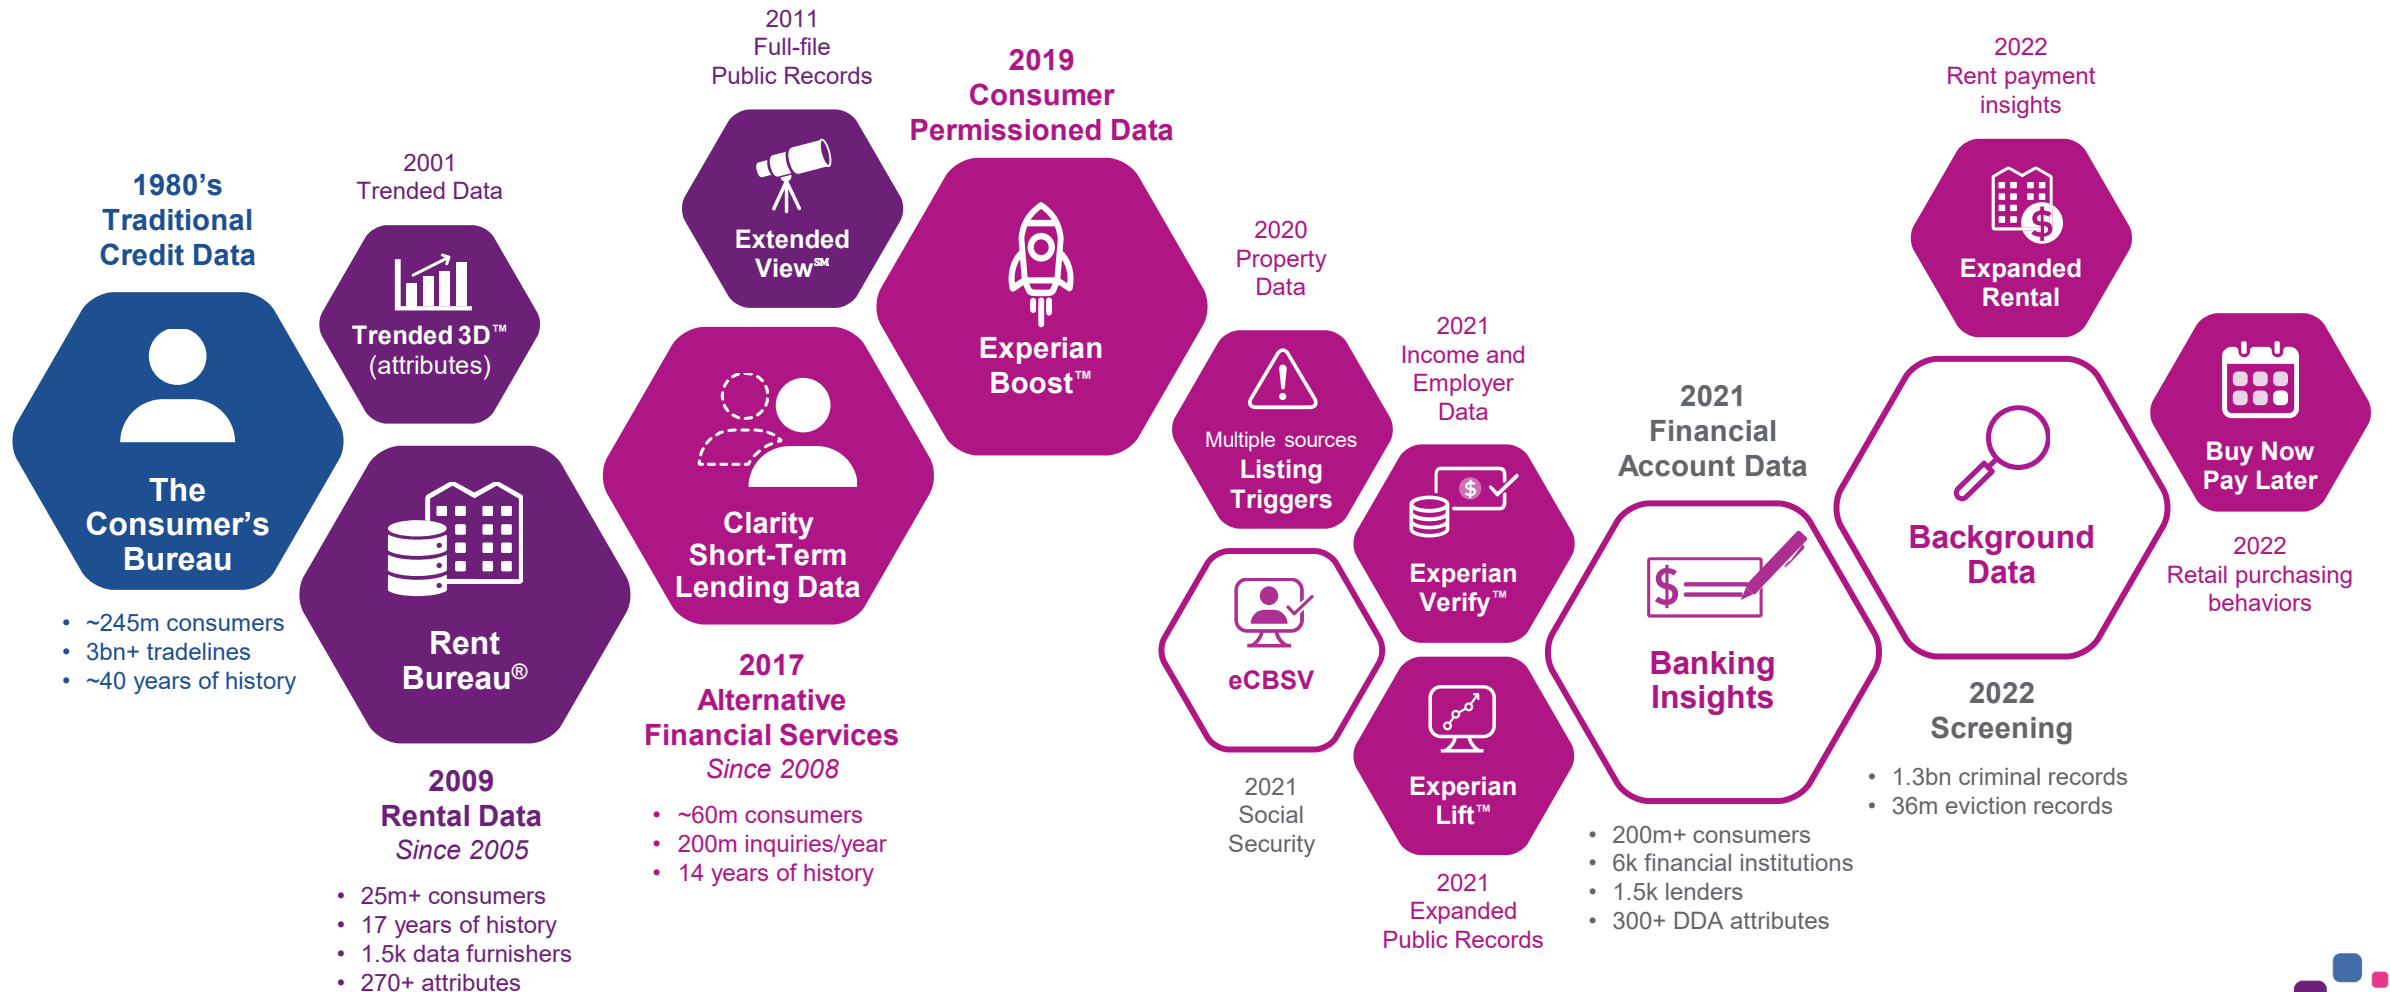 1980’s
Traditional
Credit Data
The
Consumer’s
Bureau
• ~245m consumers
• 3bn+ tradelines
• ~40 years of history
2001
Trended Data
Trended 3D™
(attributes)
Rent
Bureau®
2009
Rental Data
Since 2005
• 25m+ consumers
• 17 years of history
• 1.5k data furnishers
• 270+ attributes
2011
Full-file
Public Records
Extended
View℠
Clarity
Short-Term
Lending Data
2017
Alternative
Financial Services
Since 2008
• ~60m consumers
• 200m inquiries/year
• 14 years of history
2019
Consumer
Permissioned Data
Experian
Boost™
2020
Property
Data
Multiple sources
Listing
Triggers
eCBSV
2021
Social
Security
2021
Income and
Employer
Data
$
Experian
Verify™
Experian
Lift™
2021
Expanded
Public Records
2021
Financial
Account Data
$
Banking
Insights
• 200m+ consumers
• 6k financial institutions
• 1.5k lenders
• 300+ DDA attributes
2022
Rent payment
insights
$
Expanded
Rental
Background
Data
2022
Screening
• 1.3bn criminal records
• 36m eviction records
Buy Now
Pay Later
2022
Retail purchasing
behaviors